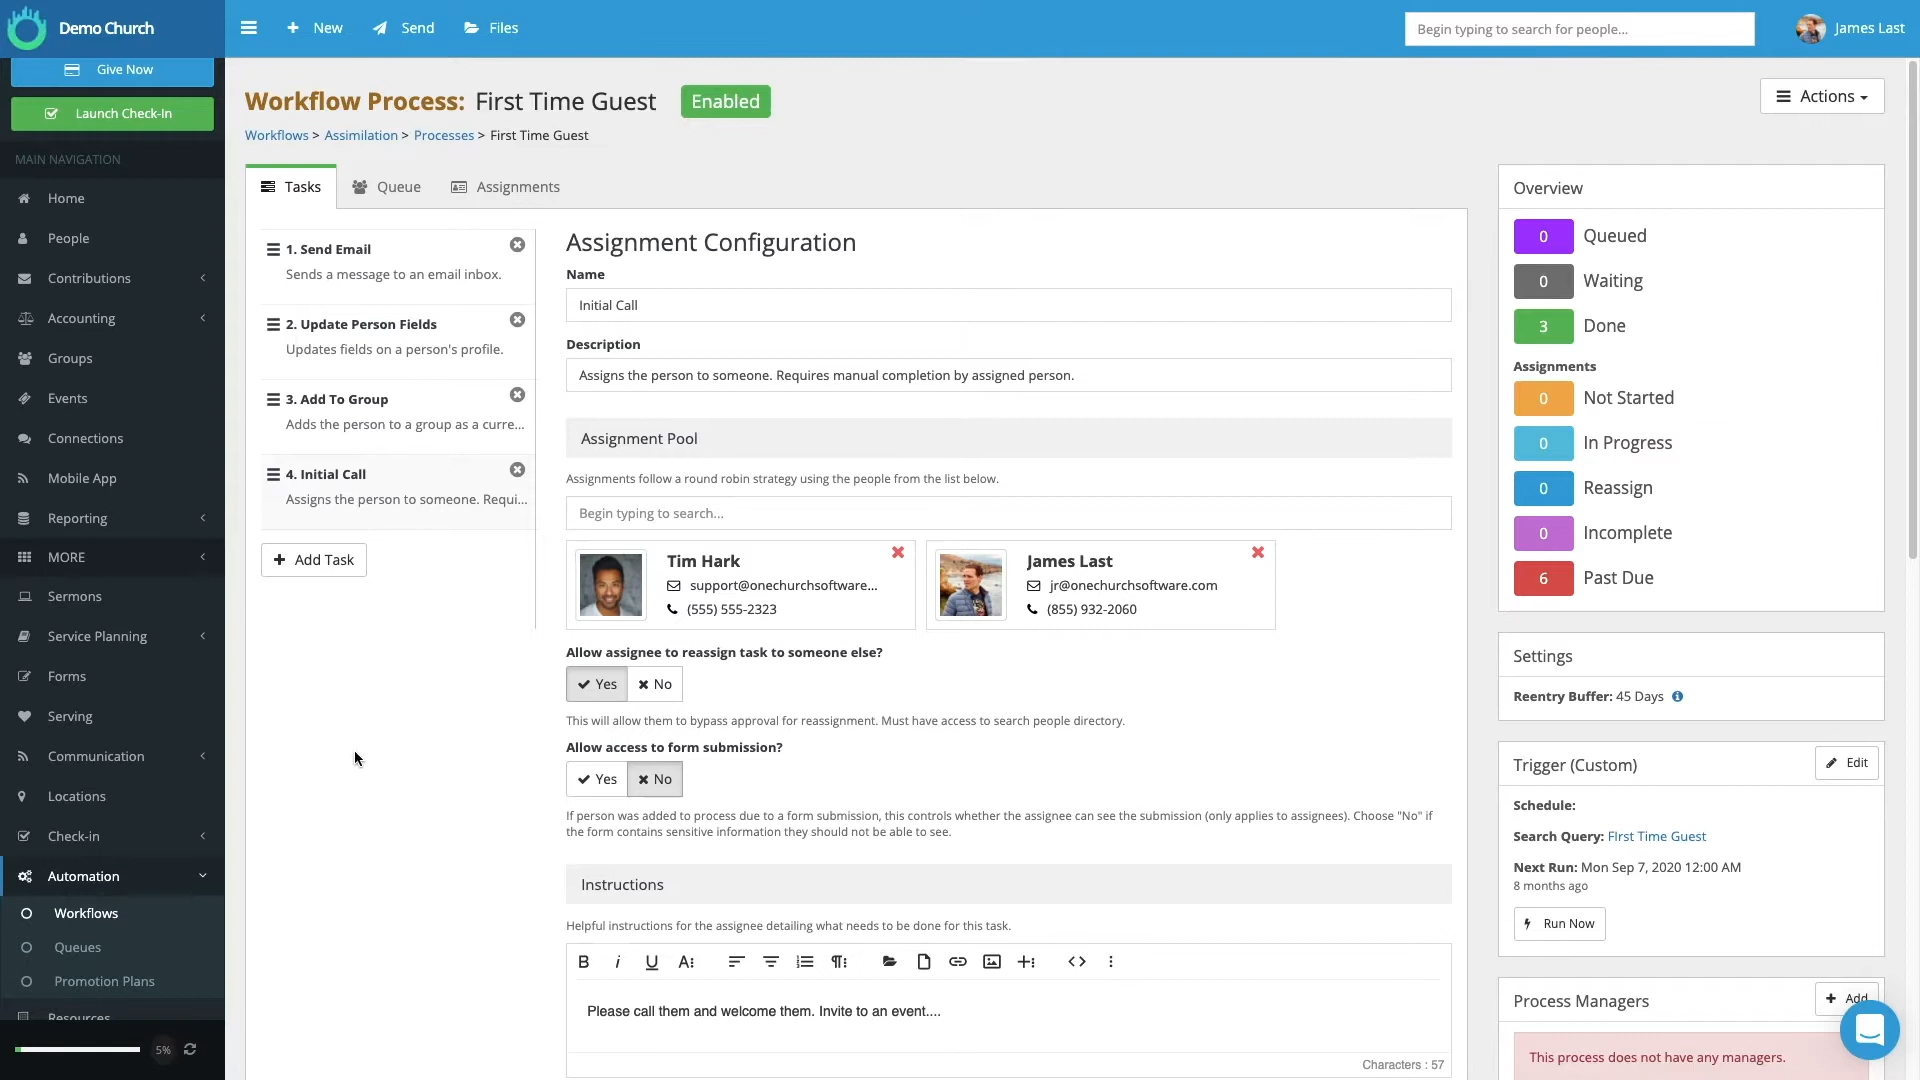 Demo Church
New
Send
Files
Begin typing to search for people...
James Last
Give Now
Launch Check-In
MAIN NAVIGATION
Home
People
Contributions
Accounting
Groups
Events
Connections
Mobile App
Reporting
MORE
Sermons
Service Planning
Forms
Serving
Communication
Locations
Check-in
Automation
Workflows
Queues
Promotion Plans
Resources
5%
Workflow Process: First Time Guest Enabled
Actions
Workflows > Assimilation > Processes > First Time Guest
Tasks
Queue
Assignments
1. Send Email
Sends a message to an email inbox.
2. Update Person Fields
Updates fields on a person's profile.
3. Add To Group
Adds the person to a group as a curre...
4. Initial Call
Assigns the person to someone. Requi...
Add Task
Assignment Configuration
Name
Initial Call
Description
Assigns the person to someone. Requires manual completion by assigned person.
Assignment Pool
Assignments follow a round robin strategy using the people from the list below.
Begin typing to search...
Tim Hark
support@onechurchsoftware...
(555) 555-2323
James Last
jr@onechurchsoftware.com
(855) 932-2060
Allow assignee to reassign task to someone else?
Yes No
This will allow them to bypass approval for reassignment. Must have access to search people directory.
Allow access to form submission?
Yes No
If person was added to process due to a form submission, this controls whether the assignee can see the submission (only applies to assignees). Choose "No" if
the form contains sensitive information they should not be able to see.
Instructions
Helpful instructions for the assignee detailing what needs to be done for this task.
Please call them and welcome them. Invite to an event....
Characters : 57
Overview
0 Queued
0 Waiting
3 Done
Assignments
0 Not Started
0 In Progress
0 Reassign
0 Incomplete
6 Past Due
Settings
Reentry Buffer: 45 Days
Trigger (Custom)
Edit
Schedule:
Search Query: FIrst Time Guest
Next Run: Mon Sep 7, 2020 12:00 AM
8 months ago
Run Now
Process Managers
Add
This process does not have any managers.